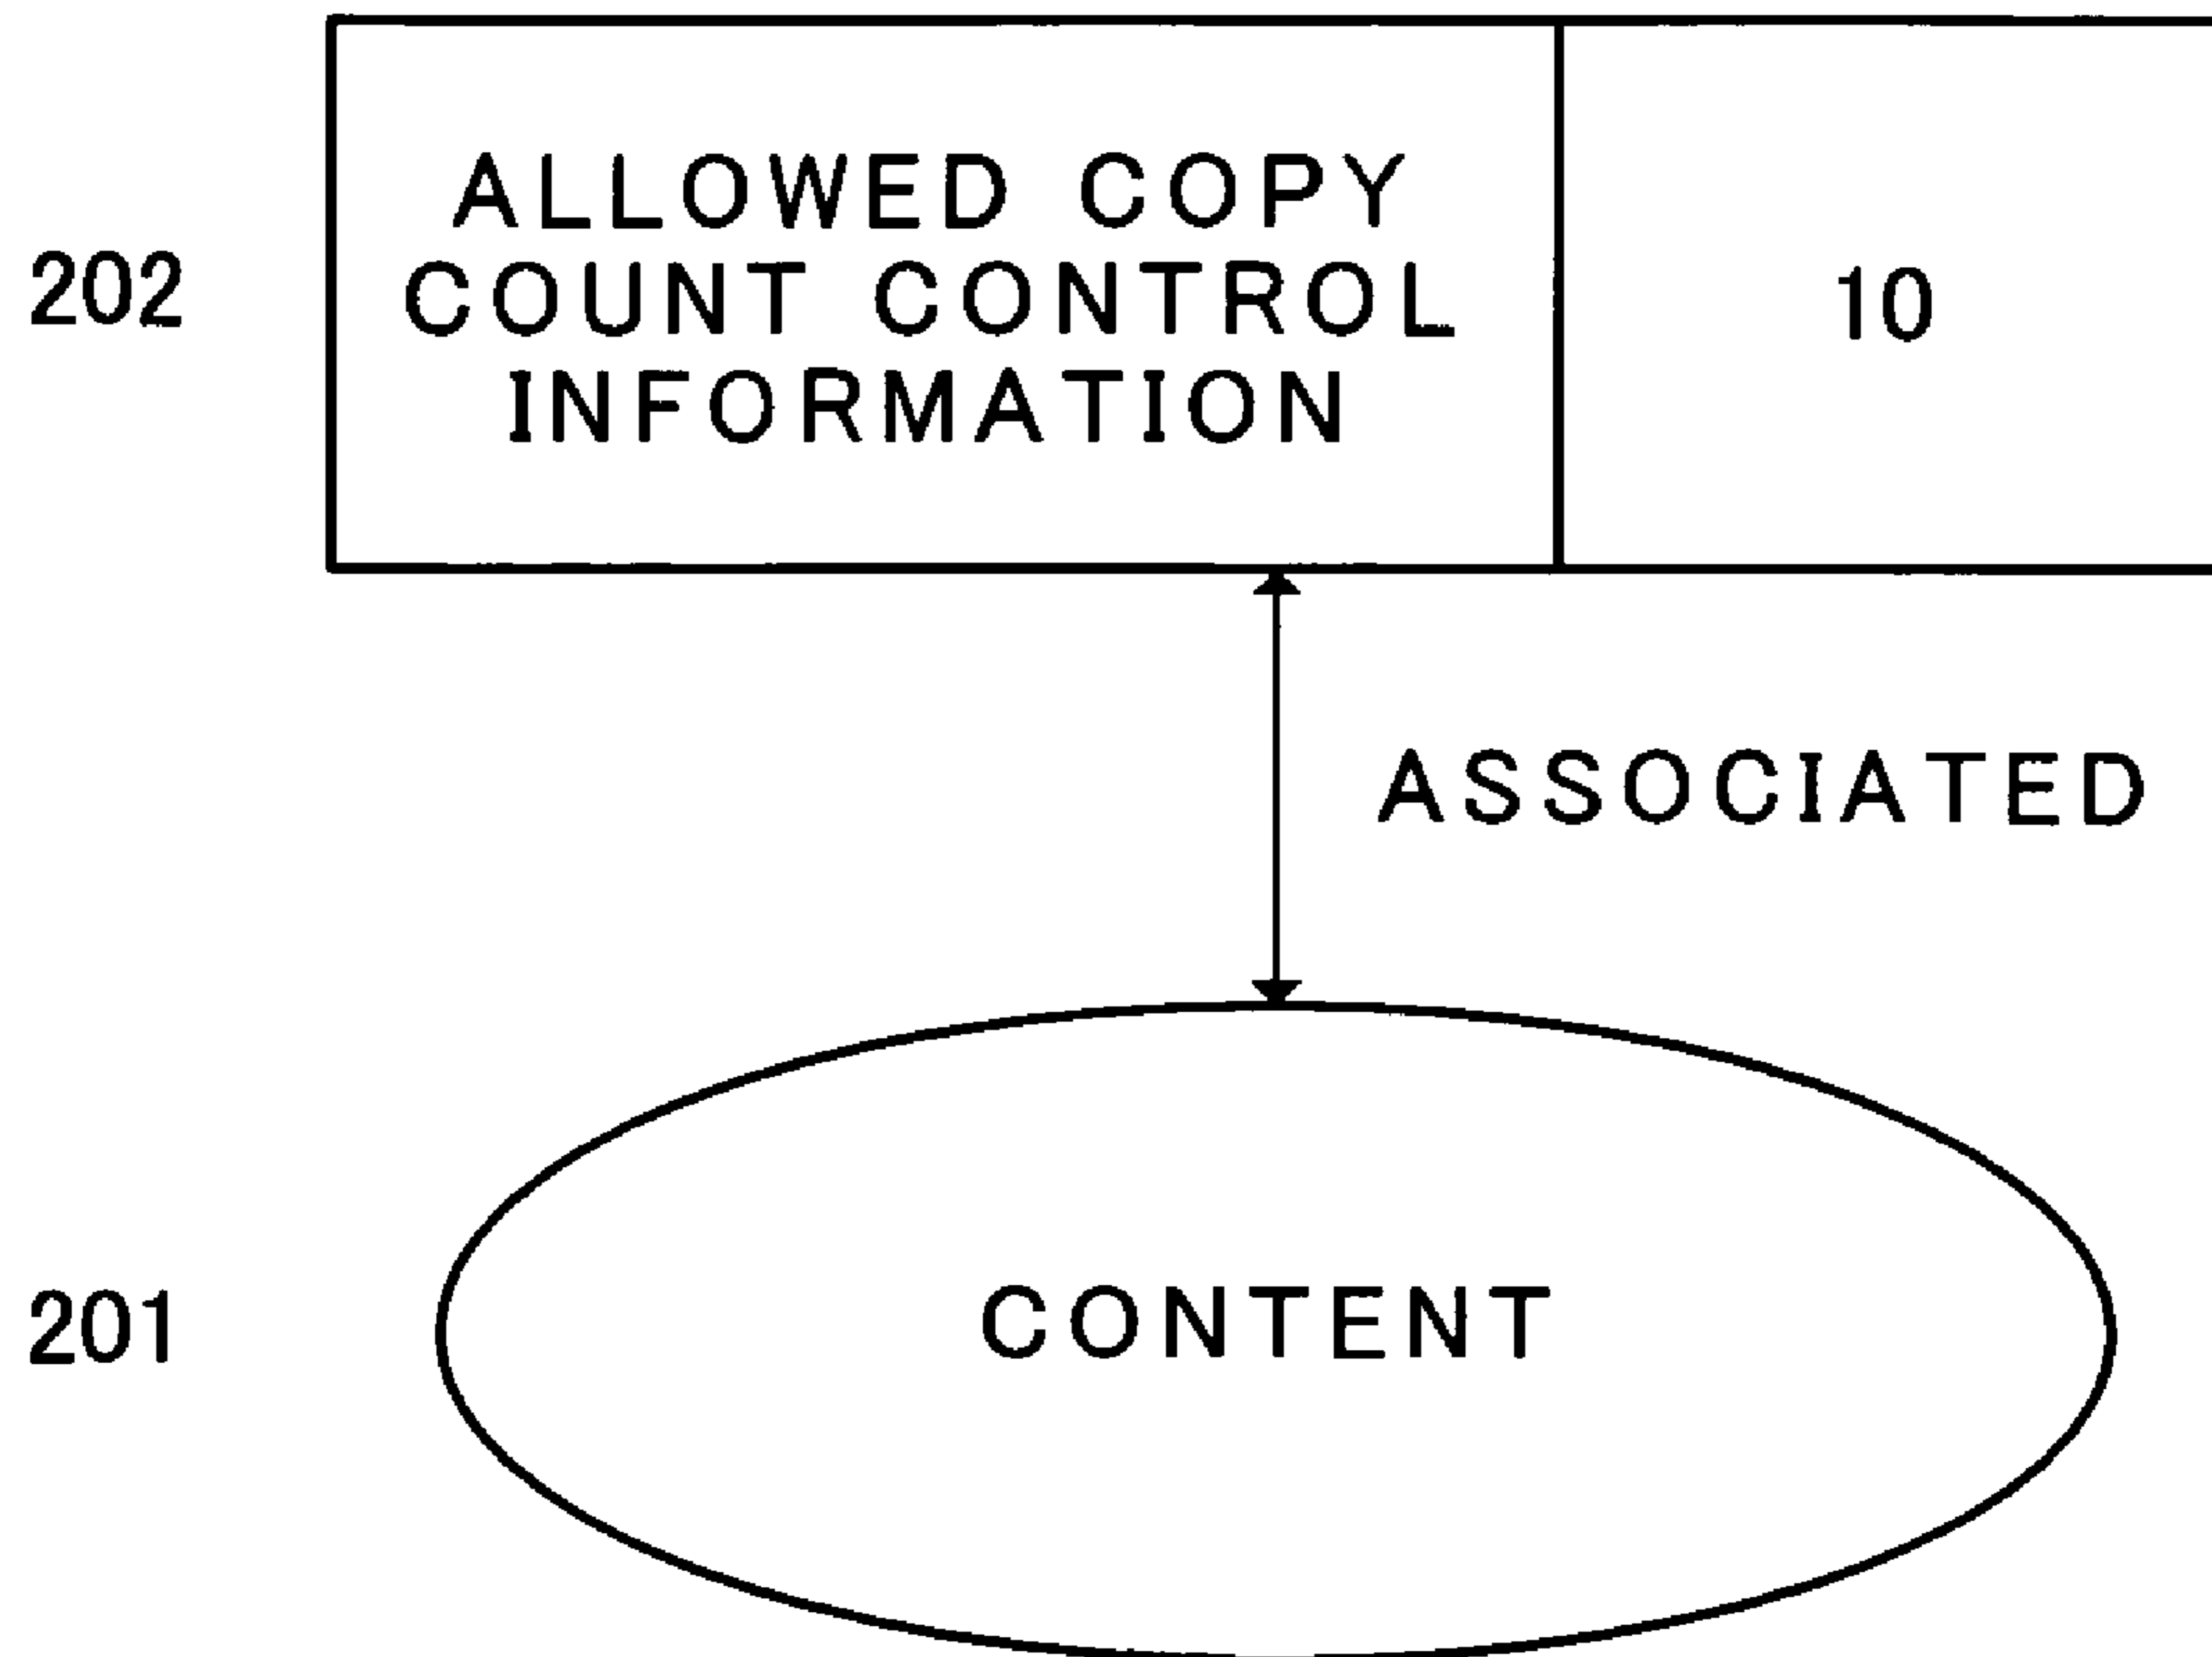 ALLOWED COPY
COUNT CONTROL
INFORMATION
202
10
ASSOCIATED
201
CONTENT